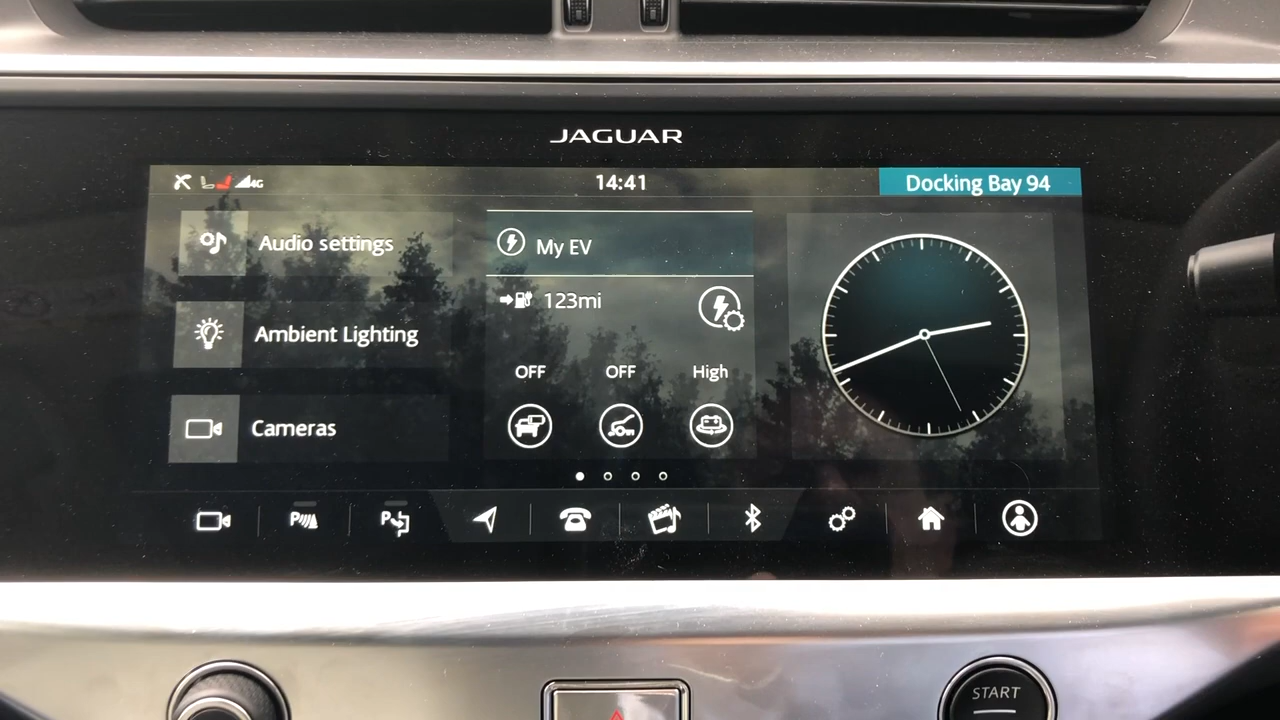 JAGUAR
4G
14:41
Docking Bay 94
Audio settings
Ambient Lighting
Cameras
My EV
123mi
OFF
OFF
High
P
P
START